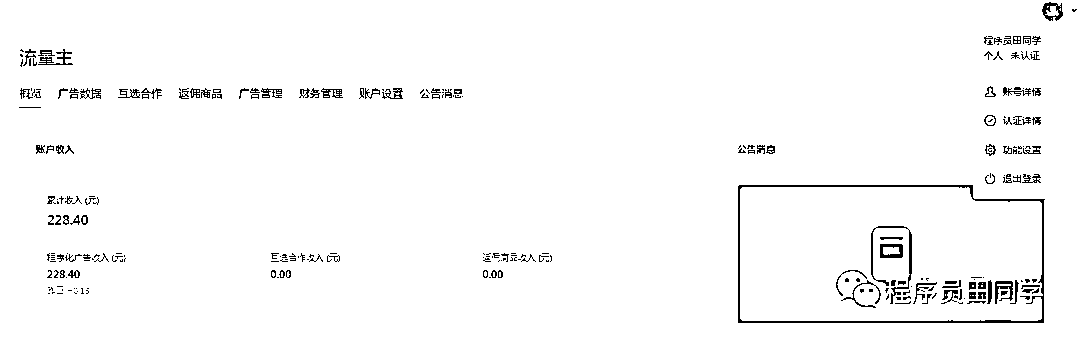 程序员田同学
个人 未认证
流量主
概览 广告数据 互选合作 返佣商品 广告管理 财务管理 账户设置 公告消息
账号详情
认证详情
功能设置
退出登录
账户收入
公告消息
累计收入 (元)
228.40
程序化广告收入 (元) 互选合作收入 (元) 返佣商品收入 (元)
228.40 0.00 0.00
程序员田同学